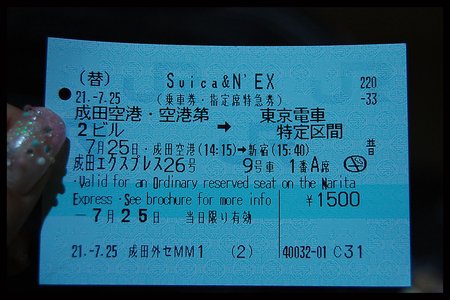 (替) Suica&N'EX 220
21.-7.25 (乗車券・指定席特急券) -33
成田空港・空港第2ビル ➡ 東京電車特定区間
7月25日・成田空港(14:15)➡新宿(15:40)
成田エクスプレス26号 9号車 1番A席 普
・Valid for an Ordinary reserved seat on the Narita
Express ・See brochure for more info ¥1500
ー7月25日 当日限り有効
21.-7.25 成田外セMM1 (2) 40032-01 C31